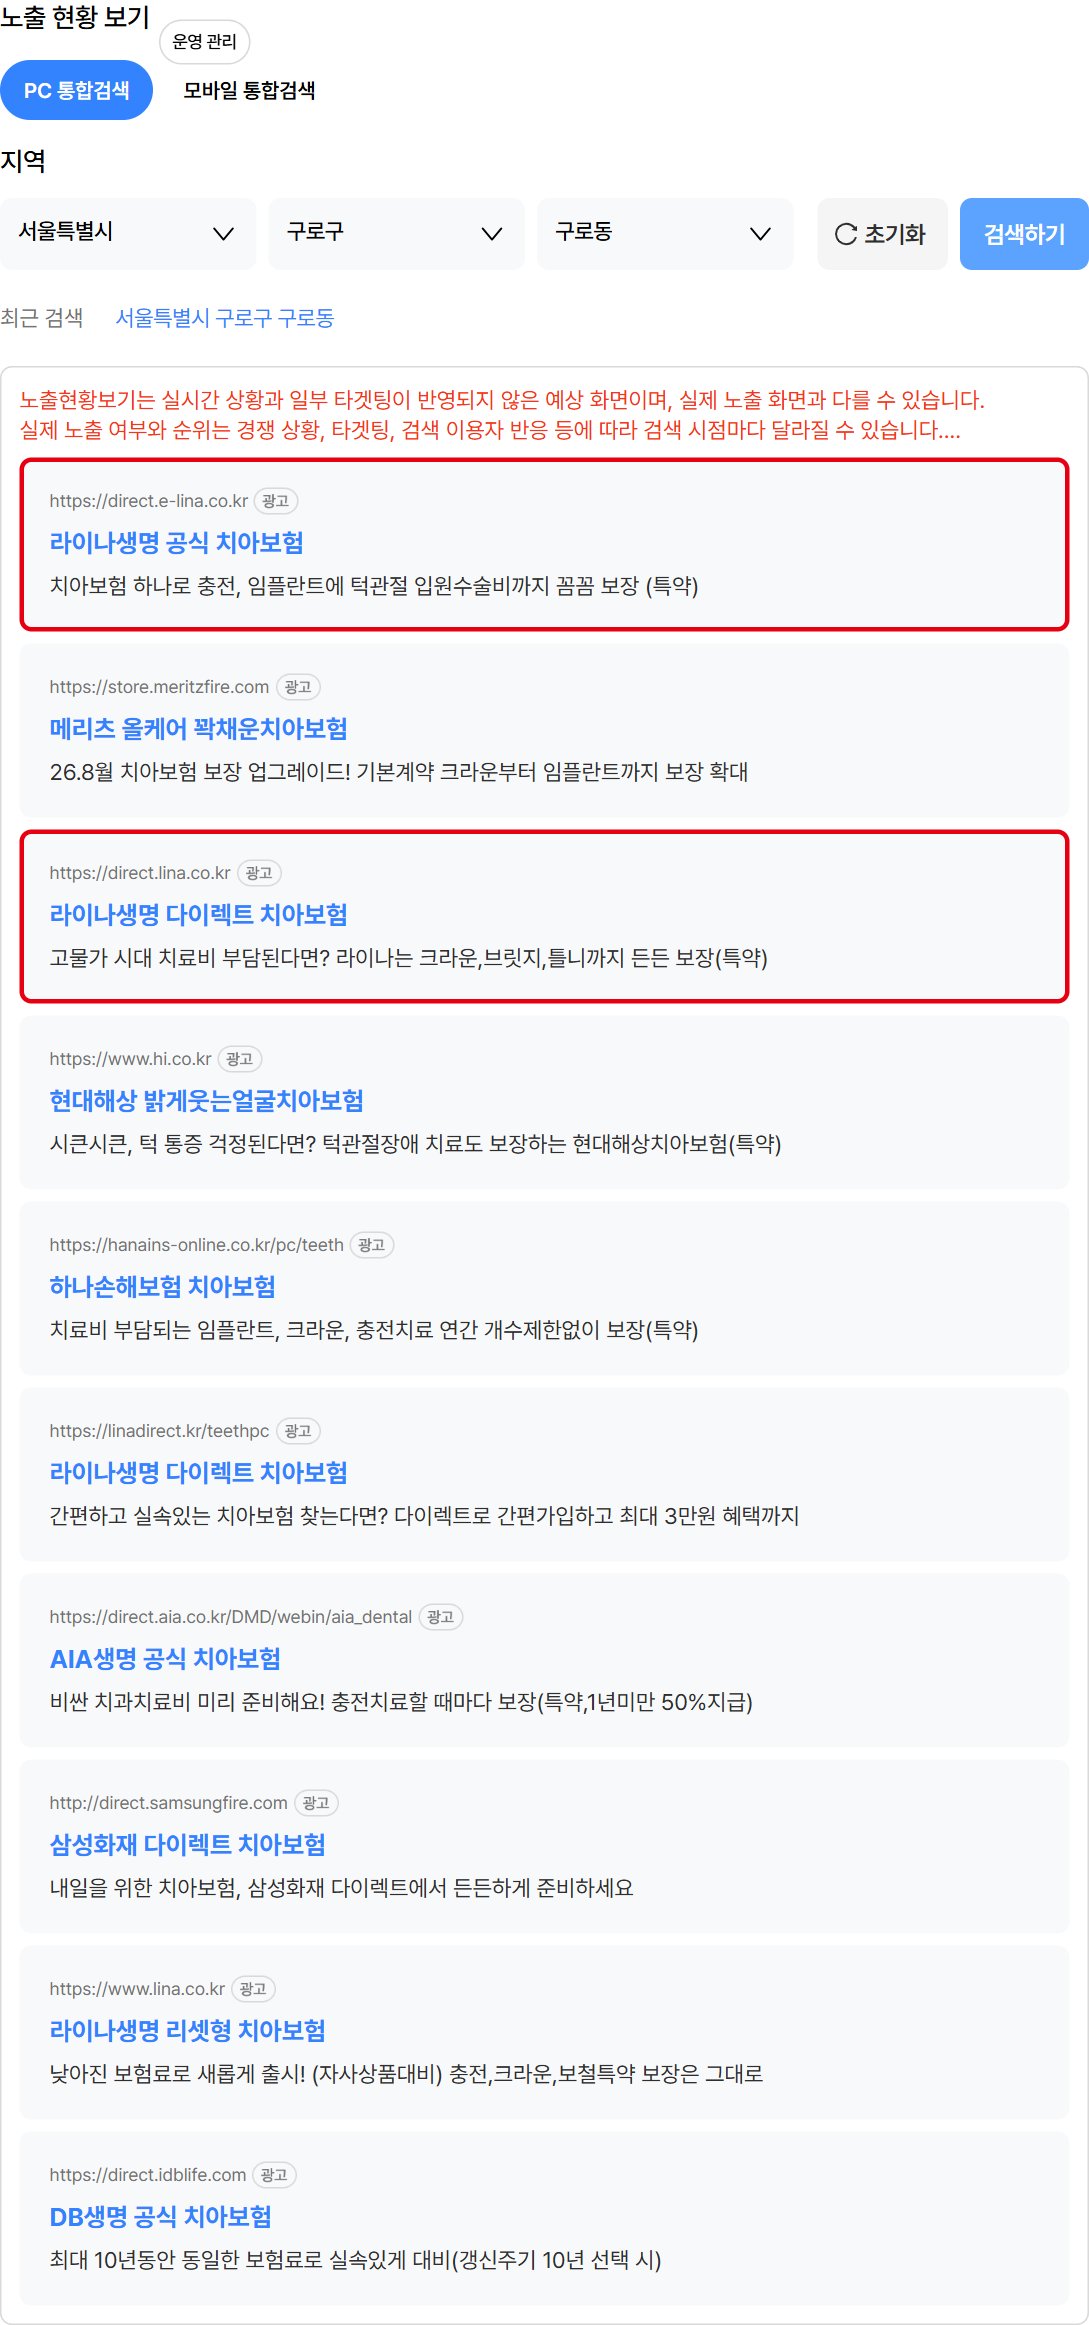 노출 현황 보기
운영 관리
PC 통합검색
모바일 통합검색
지역
서울특별시
구로구
구로동
초기화
검색하기
최근 검색
서울특별시 구로구 구로동
노출현황보기는 실시간 상황과 일부 타겟팅이 반영되지 않은 예상 화면이며, 실제 노출 화면과 다를 수 있습니다.
실제 노출 여부와 순위는 경쟁 상황, 타겟팅, 검색 이용자 반응 등에 따라 검색 시점마다 달라질 수 있습니다....
https://direct.e-lina.co.kr 광고
라이나생명 공식 치아보험
치아보험 하나로 충전, 임플란트에 턱관절 입원수술비까지 꼼꼼 보장 (특약)
https://store.meritzfire.com 광고
메리츠 올케어 꽉채운치아보험
26.8월 치아보험 보장 업그레이드! 기본계약 크라운부터 임플란트까지 보장 확대
https://direct.lina.co.kr 광고
라이나생명 다이렉트 치아보험
고물가 시대 치료비 부담된다면? 라이나는 크라운,브릿지,틀니까지 든든 보장(특약)
https://www.hi.co.kr 광고
현대해상 밝게웃는얼굴치아보험
시큰시큰, 턱 통증 걱정된다면? 턱관절장애 치료도 보장하는 현대해상치아보험(특약)
https://hanains-online.co.kr/pc/teeth 광고
하나손해보험 치아보험
치료비 부담되는 임플란트, 크라운, 충전치료 연간 개수제한없이 보장(특약)
https://linadirect.kr/teethpc 광고
라이나생명 다이렉트 치아보험
간편하고 실속있는 치아보험 찾는다면? 다이렉트로 간편가입하고 최대 3만원 혜택까지
https://direct.aia.co.kr/DMD/webin/aia_dental 광고
AIA생명 공식 치아보험
비싼 치과치료비 미리 준비해요! 충전치료할 때마다 보장(특약,1년미만 50%지급)
http://direct.samsungfire.com 광고
삼성화재 다이렉트 치아보험
내일을 위한 치아보험, 삼성화재 다이렉트에서 든든하게 준비하세요
https://www.lina.co.kr 광고
라이나생명 리셋형 치아보험
낮아진 보험료로 새롭게 출시! (자사상품대비) 충전,크라운,보철특약 보장은 그대로
https://direct.idblife.com 광고
DB생명 공식 치아보험
최대 10년동안 동일한 보험료로 실속있게 대비(갱신주기 10년 선택 시)